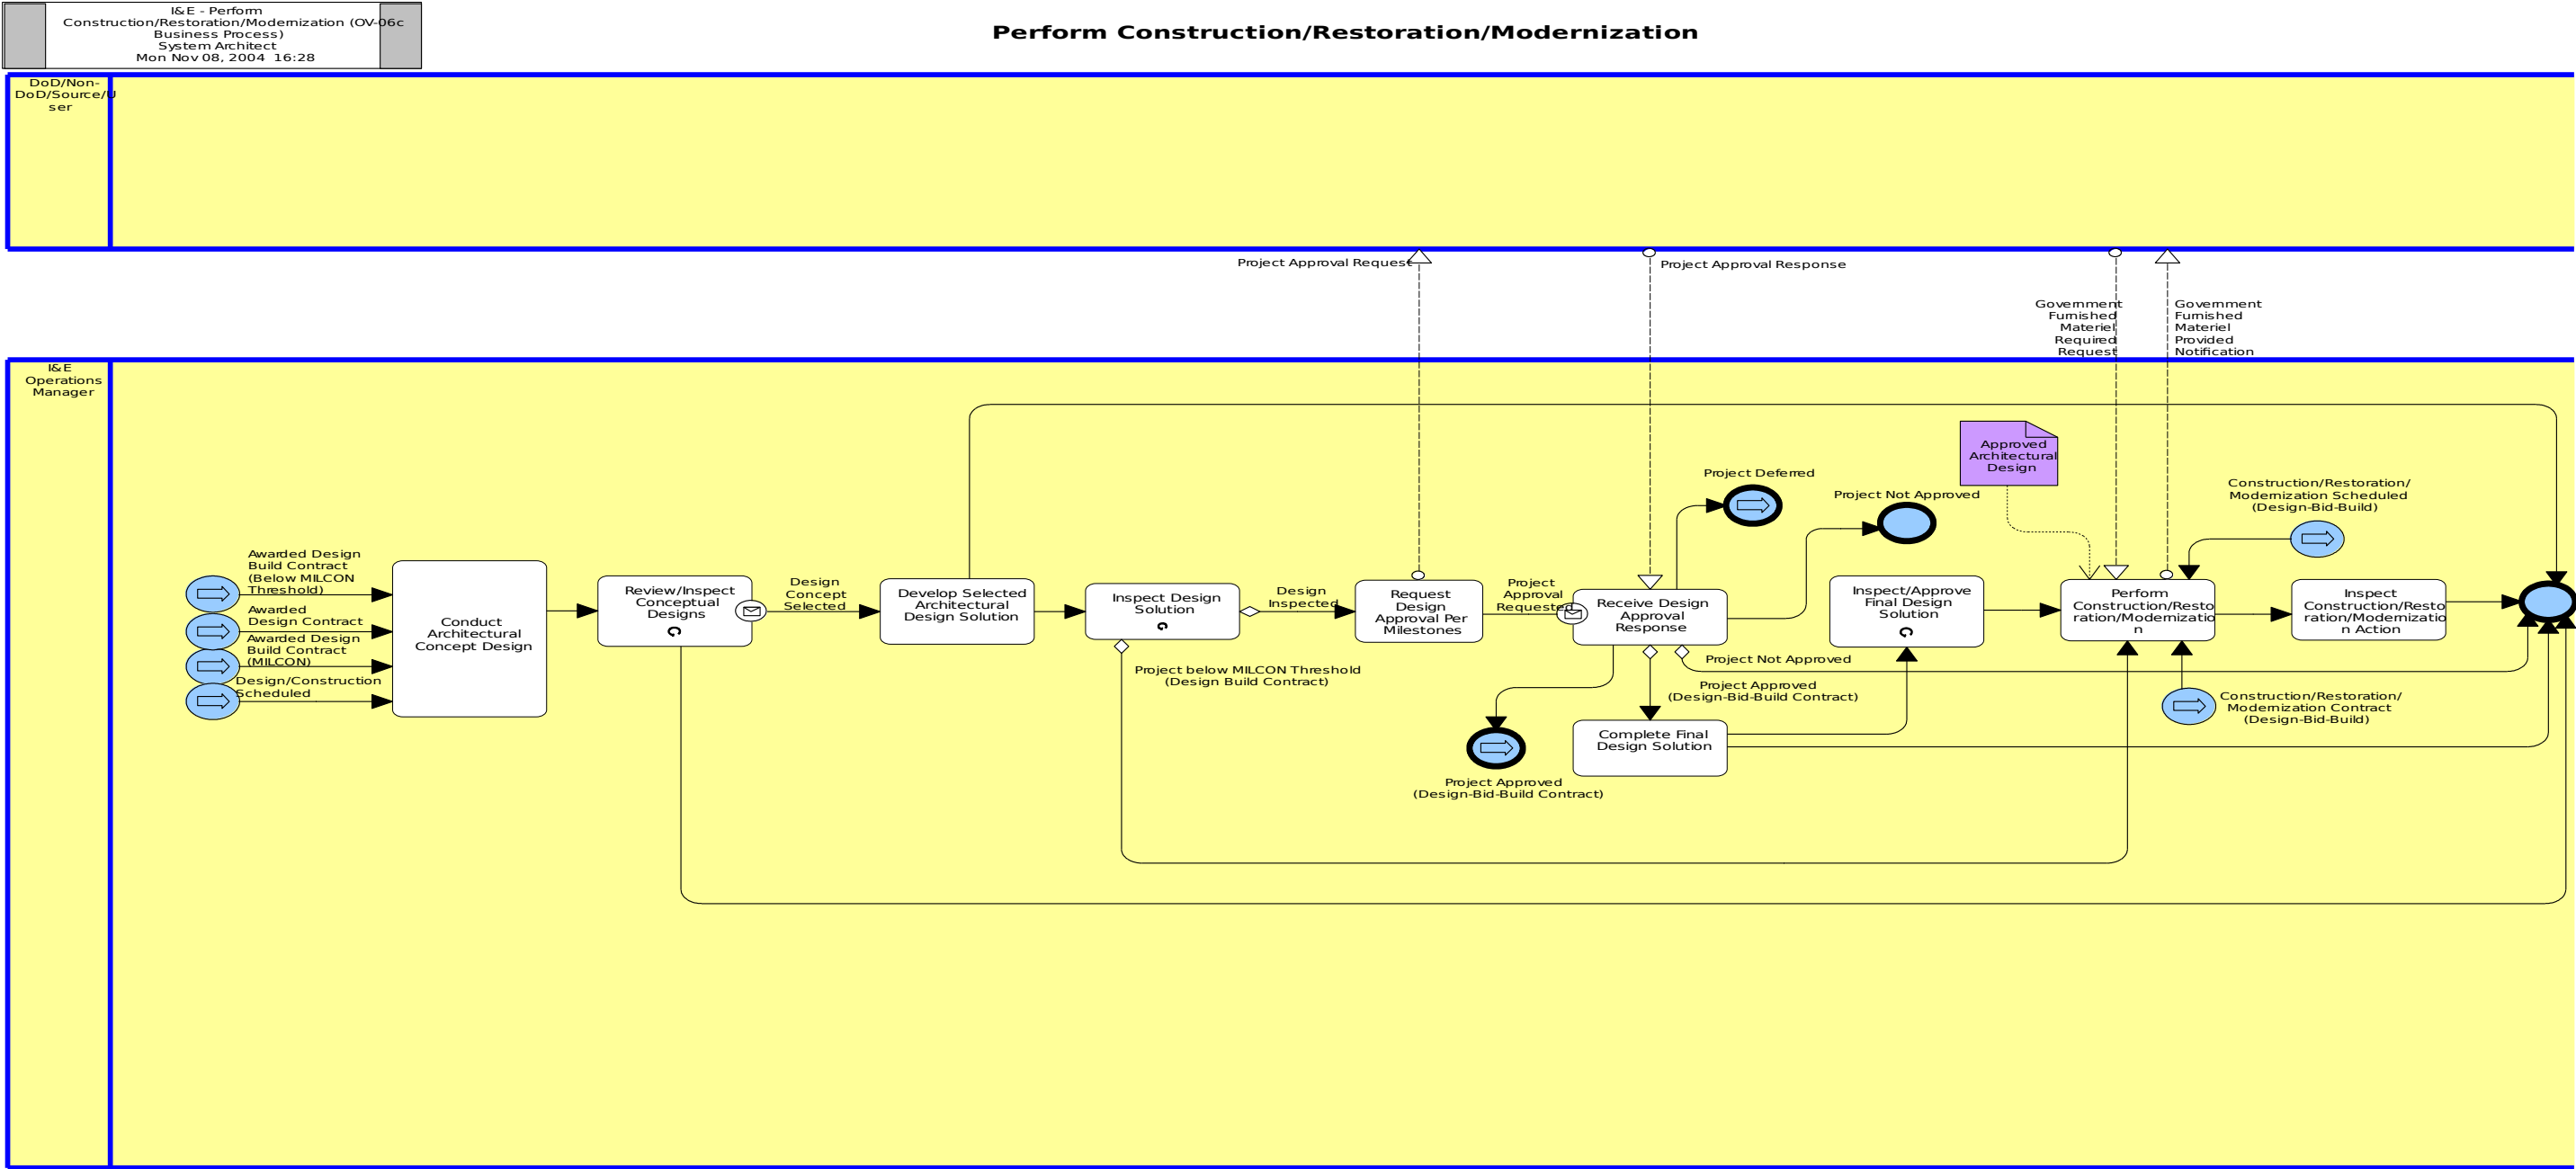 I&E - Perform
Construction/Restoration/Modernization (OV-06c
Business Process)
System Architect
Mon Nov 08, 2004  16:28
Perform Construction/Restoration/Modernization
DoD/Non-
DoD/Source/U
ser
Project Approval Request
Project Approval Response
Government
Furnished
Materiel
Required
Request
Government
Furnished
Materiel
Provided
Notification
I&E
Operations
Manager
Approved
Architectural
Design
Project Deferred
Project Not Approved
Construction/Restoration/
Modernization Scheduled
(Design-Bid-Build)
Awarded Design
Build Contract
(Below MILCON
Threshold)
Awarded
Design Contract
Awarded Design
Build Contract
(MILCON)
Design/Construction
Scheduled
Conduct
Architectural
Concept Design
Review/Inspect
Conceptual
Designs
Design
Concept
Selected
Develop Selected
Architectural
Design Solution
Inspect Design
Solution
Design
Inspected
Request
Design
Approval Per
Milestones
Project
Approval
Requested
Receive Design
Approval
Response
Inspect/Approve
Final Design
Solution
Perform
Construction/Resto
ration/Modernizatio
n
Inspect
Construction/Resto
ration/Modernizatio
n Action
Project below MILCON Threshold
(Design Build Contract)
Project Not Approved
Project Approved
(Design-Bid-Build Contract)
Construction/Restoration/
Modernization Contract
(Design-Bid-Build)
Complete Final
Design Solution
Project Approved
(Design-Bid-Build Contract)